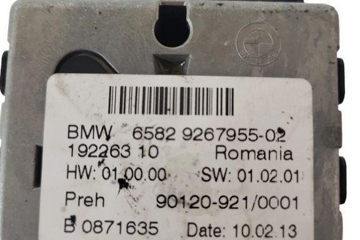 BMW 6582 9267955-02
192263 10 Romania
HW: 01.00.00 SW: 01.02.01
Preh 90120-921/0001
B 0871635 Date: 10.02.13